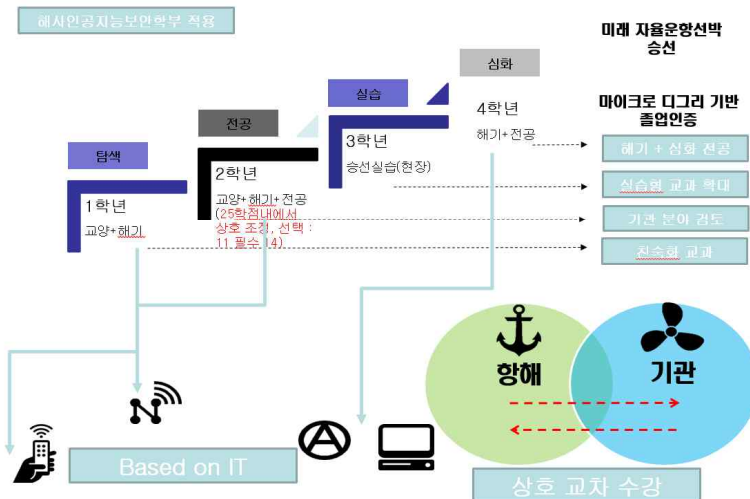 해사인공지능보안학부 적용
미래 자율운항선박
승선
심화
실습
전공
탐색
4학년
해기+전공
3학년
승선실습(현장)
2학년
교양+해기+전공
(25학점내에서
상호 조정, 선택 :
11,필수 14)
1학년
교양+해기
마이크로 디그리 기반
졸업인증
해기 + 심화 전공
실습형 교과 확대
기관 분야 검토
친숙화 교과
항해
기관
N
A
Based on IT
상호 교차 수강